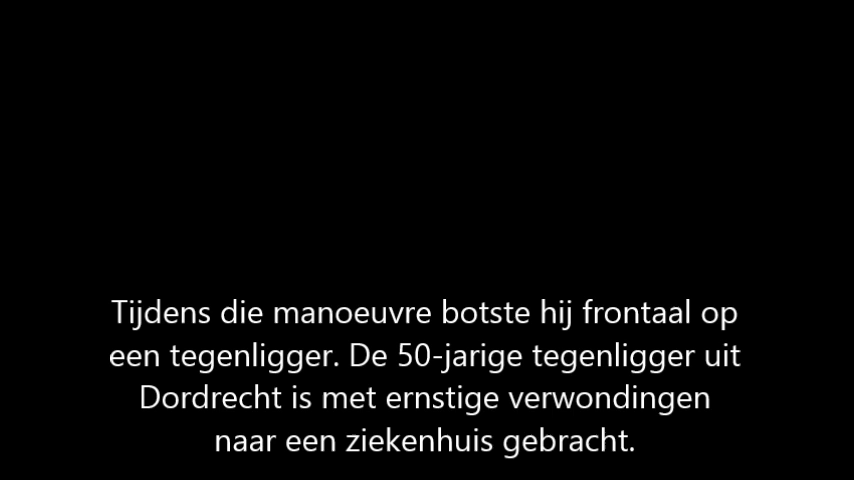 Tijdens die manoeuvre botste hij frontaal op
een tegenligger. De 50-jarige tegenligger uit
Dordrecht is met ernstige verwondingen
naar een ziekenhuis gebracht.